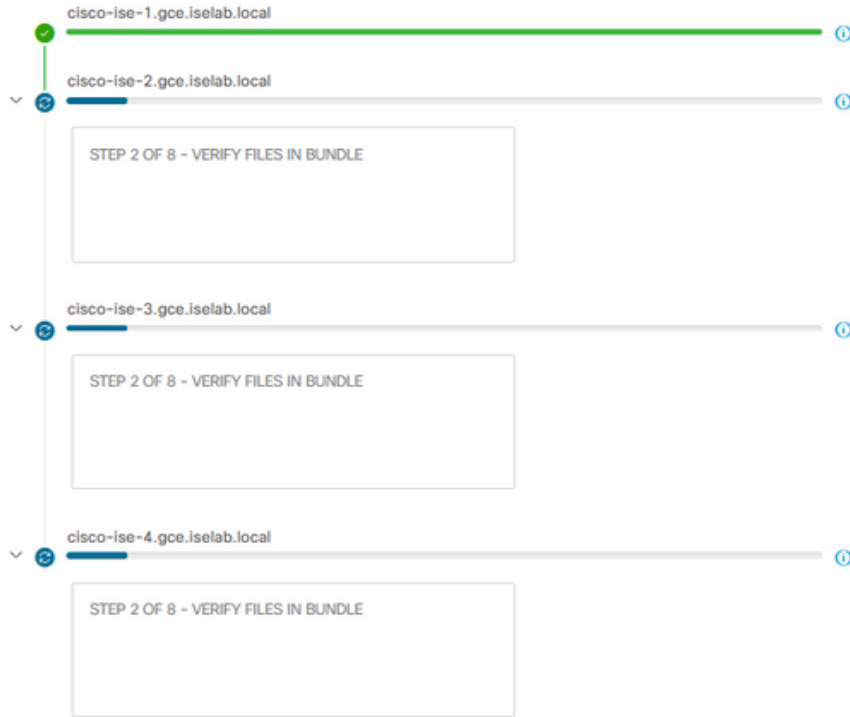 cisco-ise-1.gce.iselab.local
cisco-ise-2.gce.iselab.local
STEP 2 OF 8 - VERIFY FILES IN BUNDLE
cisco-ise-3.gce.iselab.local
STEP 2 OF 8 - VERIFY FILES IN BUNDLE
cisco-ise-4.gce.iselab.local
STEP 2 OF 8 - VERIFY FILES IN BUNDLE